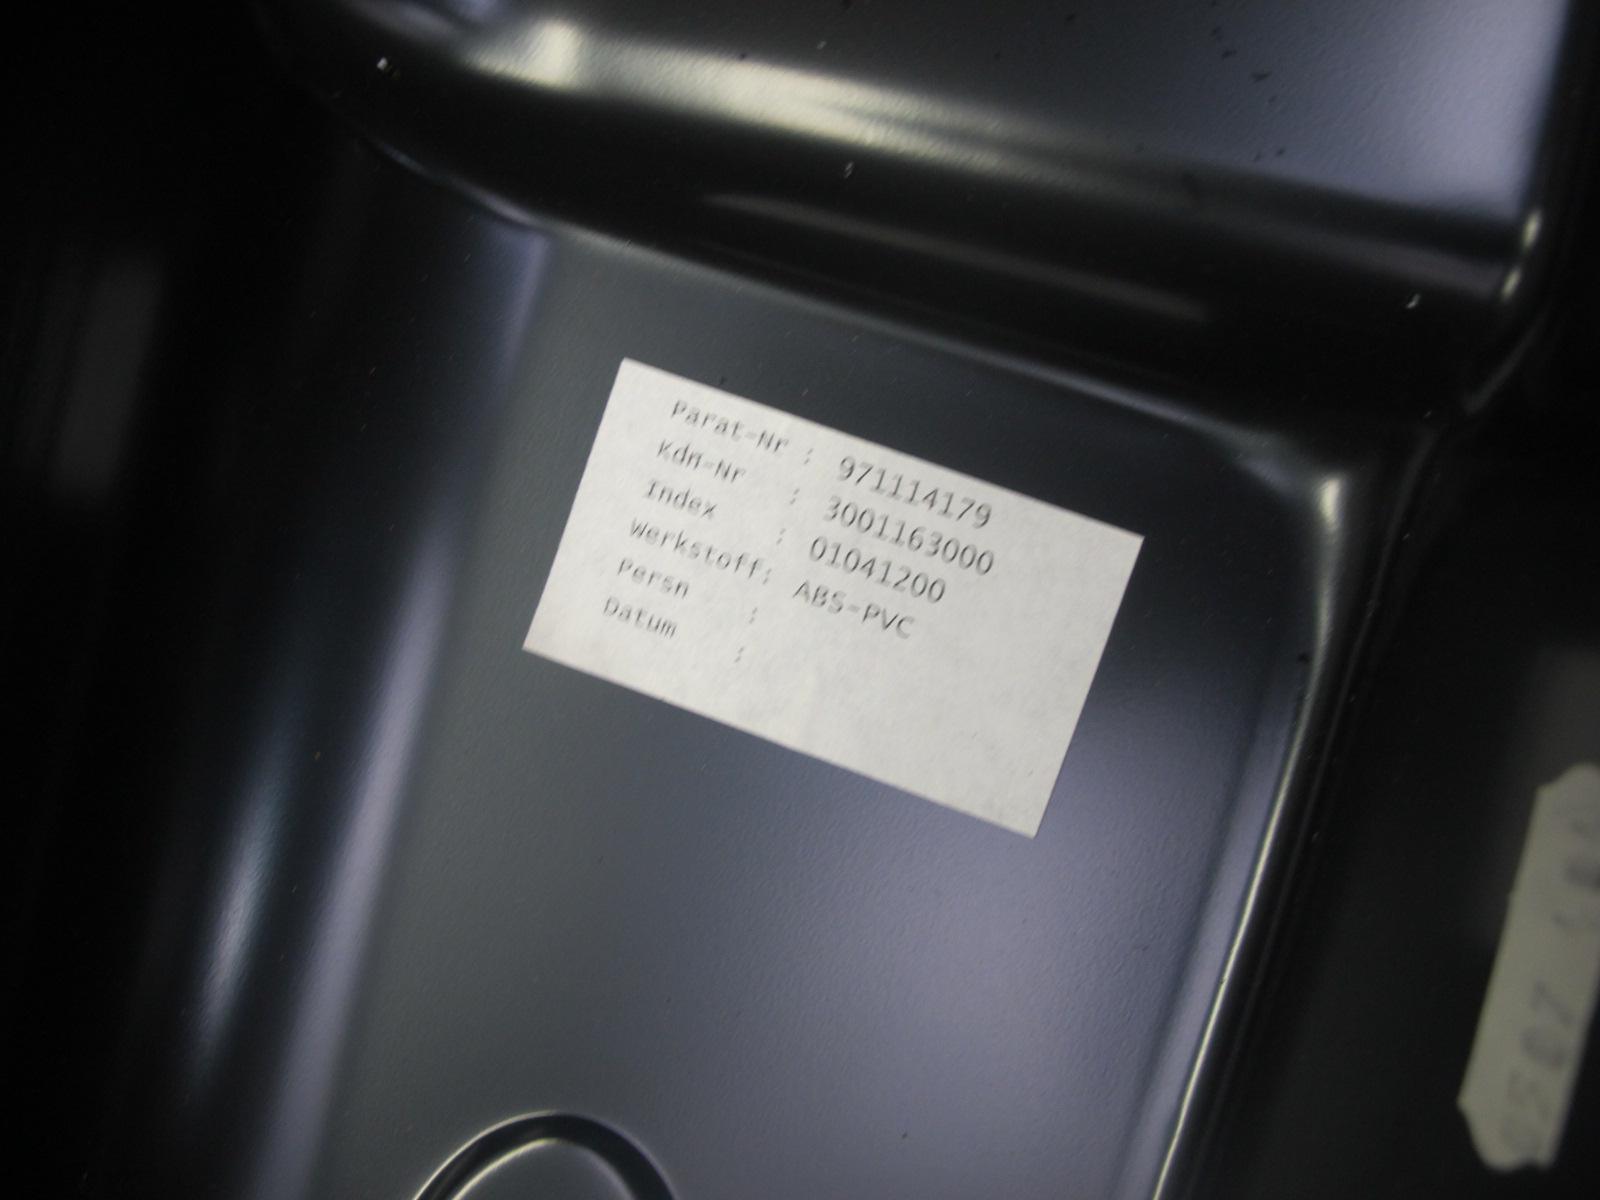 Parat-Nr : 971114179
Kdn-Nr : 3001163000
Index : 01041200
Werkstoff: ABS-PVC
Persn :
Datum :